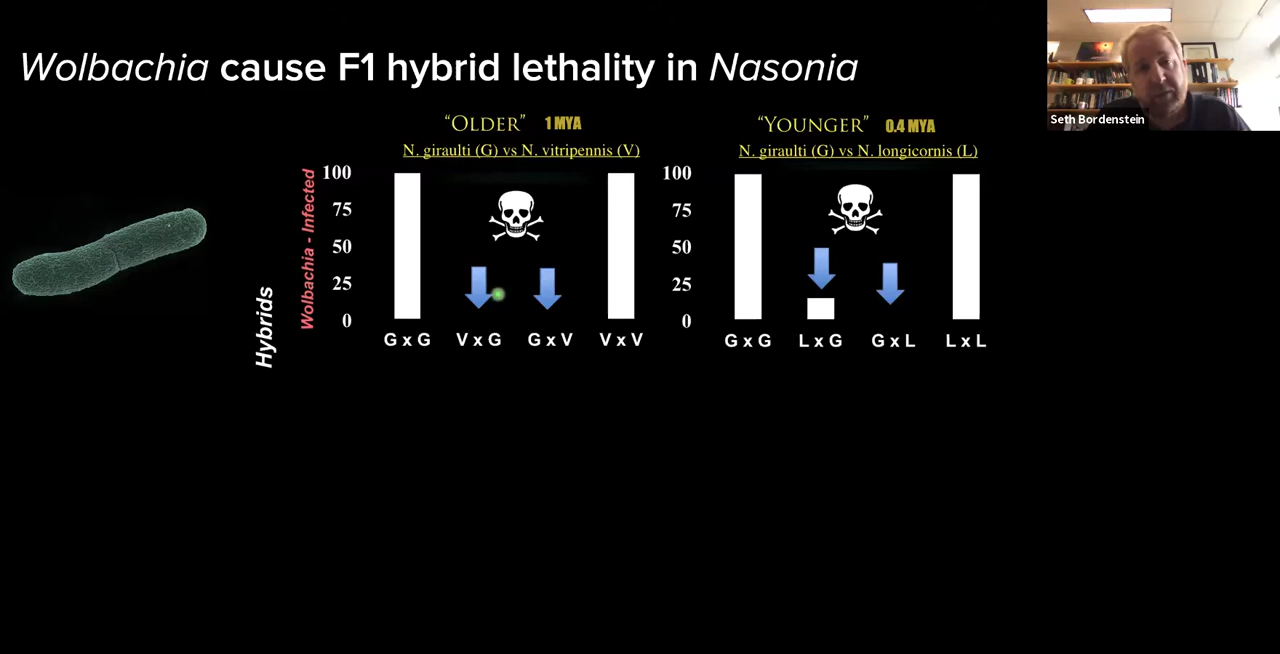 Wolbachia cause F1 hybrid lethality in Nasonia
Seth Bordenstein
"OLDER" 1 MYA
N. giraulti (G) vs N. vitripennis (V)
"YOUNGER" 0.4 MYA
N. giraulti (G) vs N. longicornis (L)
Hybrids
Wolbachia - Infected
100
75
50
25
0
G x G V x G G x V V x V
100
75
50
25
0
G x G L x G G x L L x L